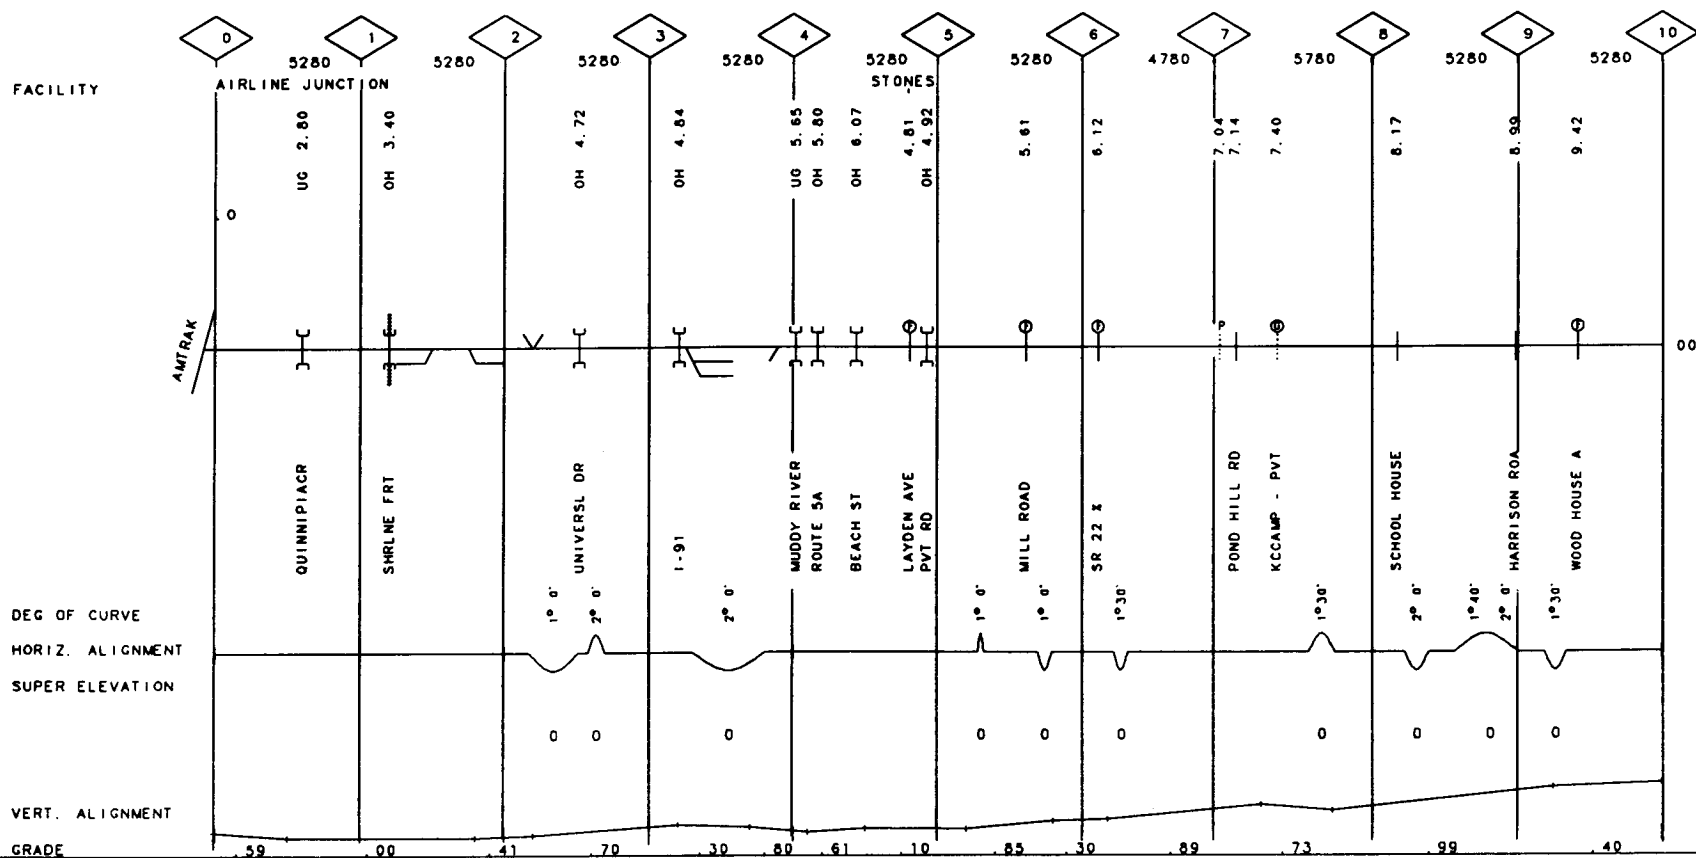 0 1 2 3 4 5 6 7 8 9 10
5280 5280 5280 5280 5280 5280 4780 5780 5280 5280
FACILITY
AIRLINE JUNCTION
STONES
UG 2.80
OH 3.40
OH 4.72
OH 4.84
UG 5.65
OH 5.80
OH 6.07
4.81
OH 4.92
5.61
6.12
7.04
7.14
7.40
8.17
8.99
9.42
0
AMTRAK
P
00
QUINNIPIACR
SHRLNE FRT
UNIVERSL DR
I-91
MUDDY RIVER
ROUTE 5A
BEACH ST
LAYDEN AVE
PVT RD
MILL ROAD
SR 22 X
POND HILL RD
KCCAMP - PVT
SCHOOL HOUSE
HARRISON ROA
WOOD HOUSE A
DEG OF CURVE
1° 0' 2° 0' 2° 0' 1° 0' 1° 0' 1°30' 1°30' 2° 0' 1°40' 2° 0' 1°30'
HORIZ. ALIGNMENT
SUPER ELEVATION
0 0 0 0 0 0 0 0 0 0
VERT. ALIGNMENT
GRADE .59 .00 .41 .70 .30 .80 .61 .10 .85 .30 .89 .73 .99 .40